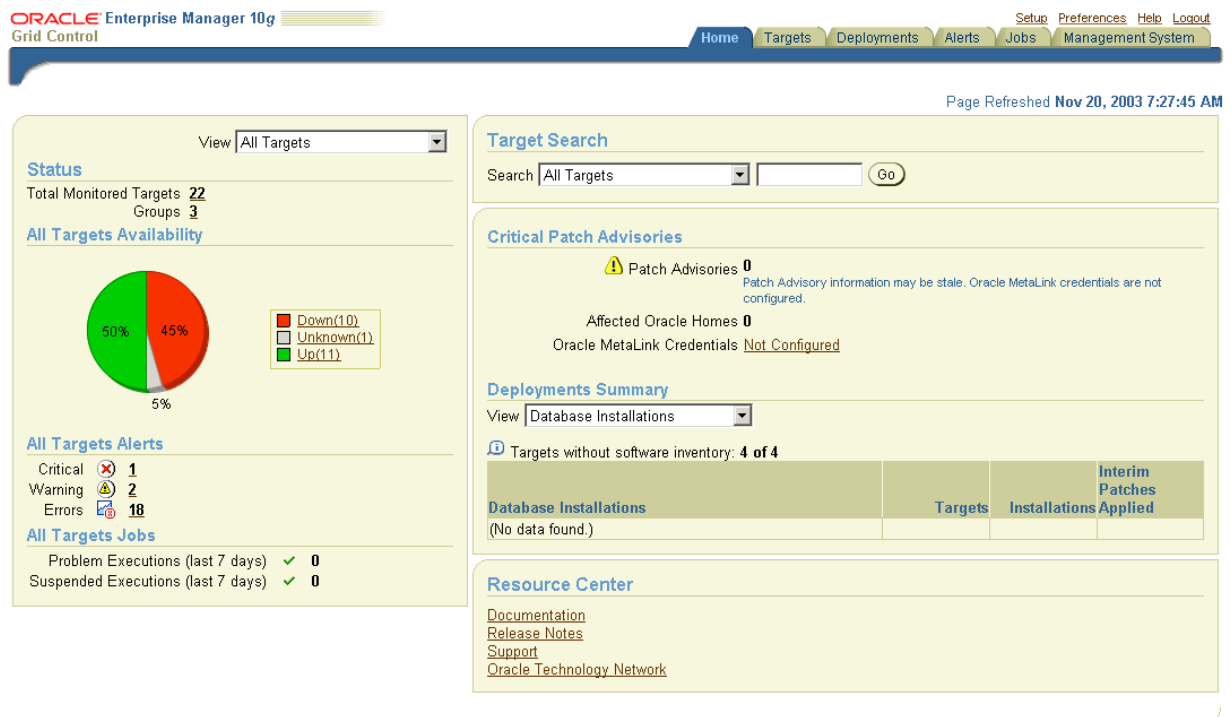 ORACLE Enterprise Manager 10g
Grid Control
Setup Preferences Help Logout
Home Targets Deployments Alerts Jobs Management System
Page Refreshed Nov 20, 2003 7:27:45 AM
View All Targets
Status
Total Monitored Targets 22
Groups 3
All Targets Availability
50% 45%
5%
Down(10)
Unknown(1)
Up(11)
All Targets Alerts
Critical 1
Warning 2
Errors 18
All Targets Jobs
Problem Executions (last 7 days) 0
Suspended Executions (last 7 days) 0
Target Search
Search All Targets Go
Critical Patch Advisories
Patch Advisories 0
Patch Advisory information may be stale. Oracle MetaLink credentials are not
configured.
Affected Oracle Homes 0
Oracle MetaLink Credentials Not Configured
Deployments Summary
View Database Installations
Targets without software inventory: 4 of 4
Interim
Patches
Database Installations Targets Installations Applied
(No data found.)
Resource Center
Documentation
Release Notes
Support
Oracle Technology Network